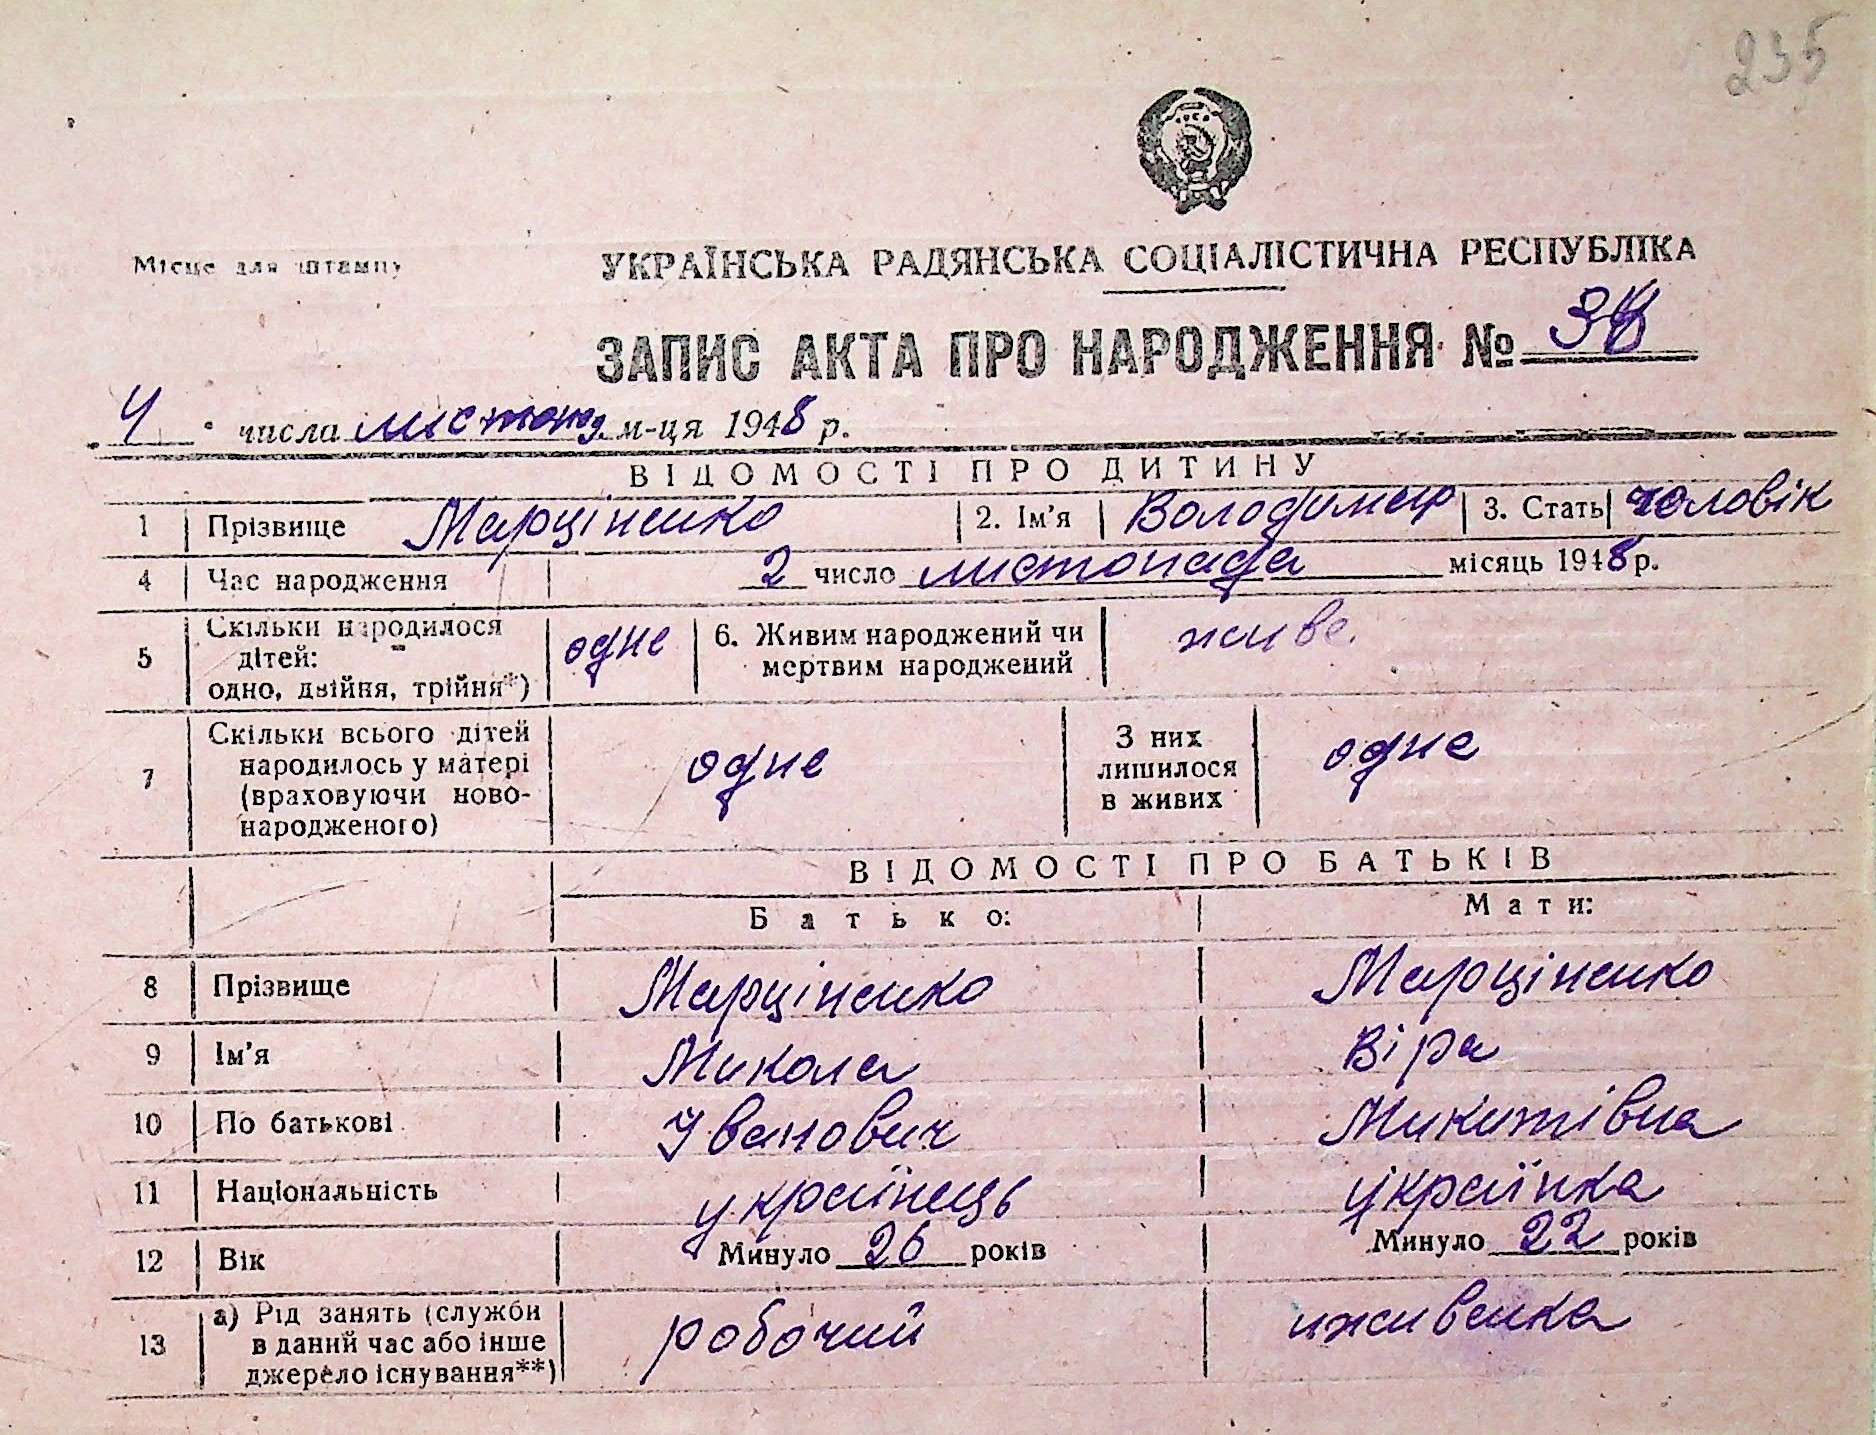 235
Місце для штампу
УКРАЇНСЬКА РАДЯНСЬКА СОЦІАЛІСТИЧНА РЕСПУБЛІКА
ЗАПИС АКТА ПРО НАРОДЖЕННЯ №
4 числа листопад. м-ця 1948 р.
ВІДОМОСТІ ПРО ДИТИНУ
1 Прізвище Марціненко 2. Ім'я Володимир 3. Стать чоловік
4 Час народження 2 число листопада місяць 1948 р.
5 Скільки народилося дітей: одно, двійня, трійня*) одне 6. Живим народжений чи мертвим народжений живе.
7 Скільки всього дітей народилось у матері (враховуючи ново-народженого) одне З них лишилося в живих одне
ВІДОМОСТІ ПРО БАТЬКІВ
Батько: Мати:
8 Прізвище Марціненко Марціненко
9 Ім'я Микола Віра
10 По батькові Іванович Микитівна
11 Національність українець українка
12 Вік Минуло 26 років Минуло 22 років
13 а) Рід занять (служби в даний час або інше джерело існування**) робочий иживенка